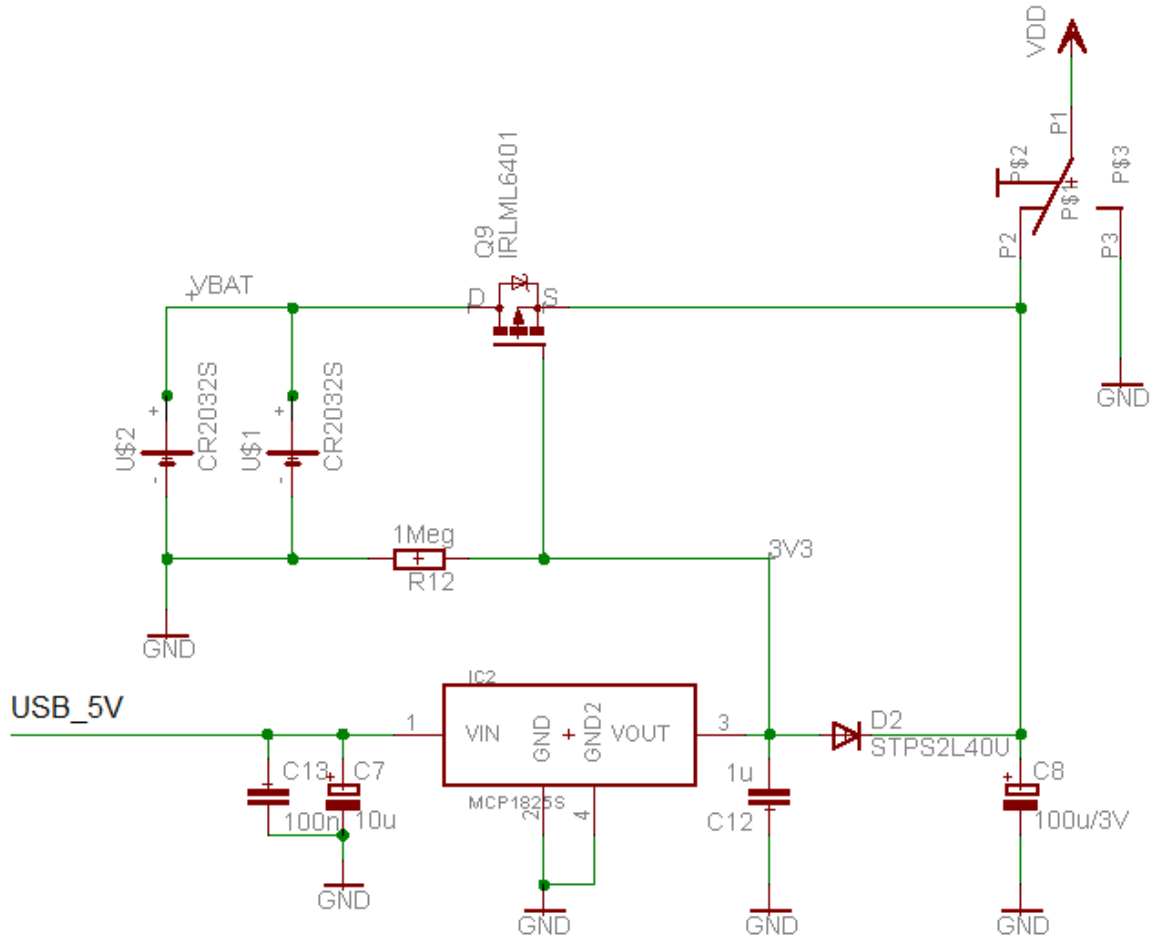 VDD
P1
P$2
P$3
P$1
P2
P3
GND
Q9
IRLML6401
VBAT
D
S
+
-
U$2
CR2032S
+
-
U$1
CR2032S
1Meg
R12
3V3
GND
USB_5V
IC2
1
VIN
GND
GND2
VOUT
3
MCP1825S
2
4
D2
STPS2L40U
C13
100n
+
C7
10u
1u
C12
+
C8
100u/3V
GND
GND
GND
GND